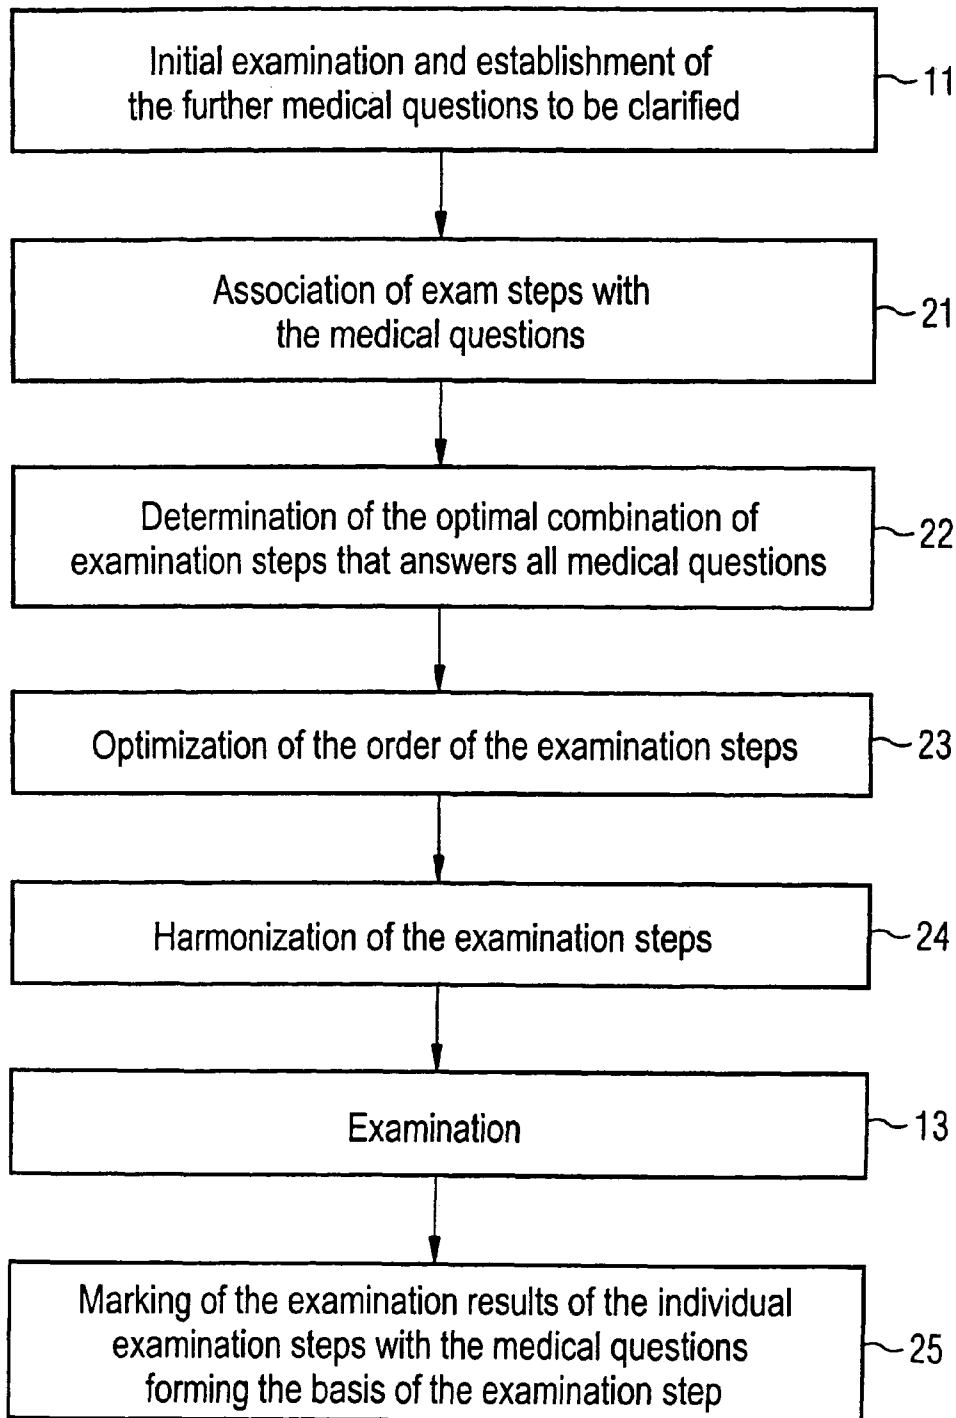 Initial examination and establishment of
the further medical questions to be clarified
11
Association of exam steps with
the medical questions
21
Determination of the optimal combination of
examination steps that answers all medical questions
22
Optimization of the order of the examination steps
23
Harmonization of the examination steps
24
Examination
13
Marking of the examination results of the individual
examination steps with the medical questions
forming the basis of the examination step
25